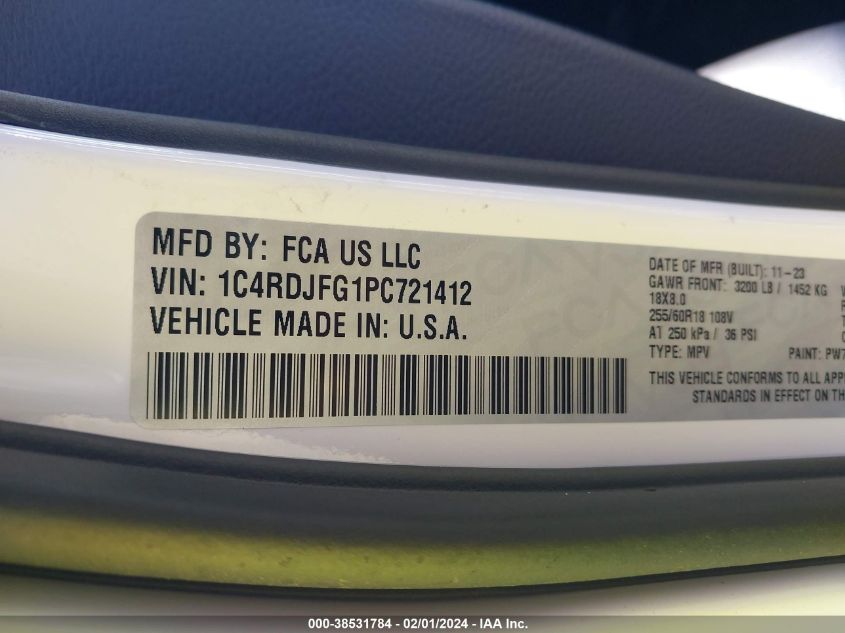 MFD BY: FCA US LLC
VIN: 1C4RDJFG1PC721412
VEHICLE MADE IN: U.S.A.
DATE OF MFR (BUILT): 11-23
GAWR FRONT: 3200 LB / 1452 KG
18X8.0
255/60R18 108V
AT 250 kPa / 36 PSI
TYPE: MPV PAINT: PW7
THIS VEHICLE CONFORMS TO ALL APP
STANDARDS IN EFFECT ON TH
000-38531784 - 02/01/2024 - IAA Inc.